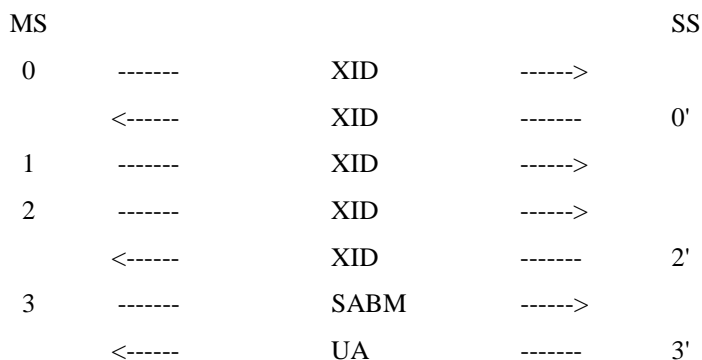 MS SS
0 ------- XID ------>
<------ XID ------- 0'
1 ------- XID ------>
2 ------- XID ------>
<------ XID ------- 2'
3 ------- SABM ------>
<------ UA ------- 3'